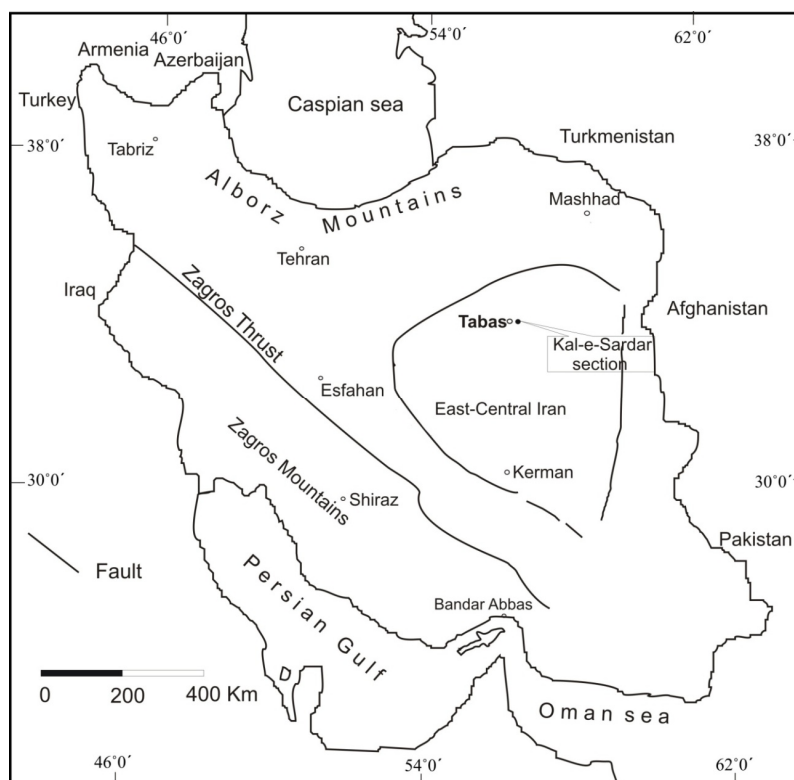 46°0´ 54°0´ 62°0´
Armenia
Azerbaijan
Turkey
Caspian sea
Turkmenistan
38°0´ 38°0´
Tabriz
Alborz Mountains
Mashhad
Tehran
Iraq
Zagros Thrust
Afghanistan
Tabas
Kal-e-Sardar
section
Esfahan
East-Central Iran
Zagros Mountains
Kerman
30°0´ 30°0´
Shiraz
Pakistan
Fault
Persian Gulf
Bandar Abbas
0 200 400 Km
Oman sea
46°0´ 54°0´ 62°0´